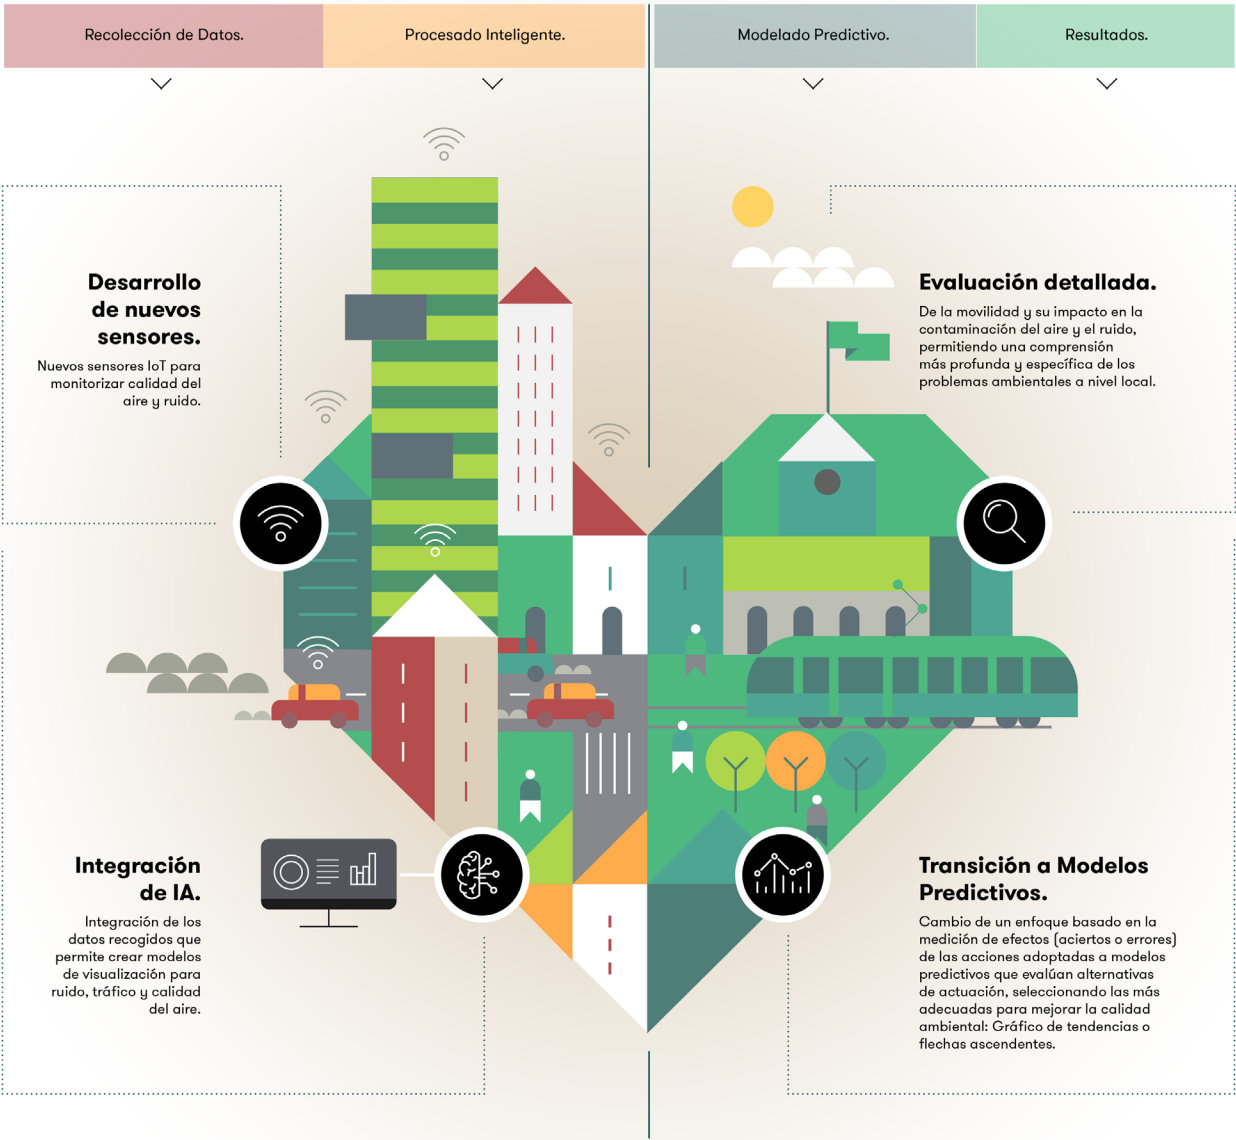 Recolección de Datos.
Procesado Inteligente.
Modelado Predictivo.
Resultados.
Desarrollo
de nuevos
sensores.
Nuevos sensores IoT para
monitorizar calidad del
aire y ruido.
Evaluación detallada.
De la movilidad y su impacto en la
contaminación del aire y el ruido,
permitiendo una comprensión
más profunda y específica de los
problemas ambientales a nivel local.
Integración
de IA.
Integración de los
datos recogidos que
permite crear modelos
de visualización para
ruido, tráfico y calidad
del aire.
Transición a Modelos
Predictivos.
Cambio de un enfoque basado en la
medición de efectos (aciertos o errores)
de las acciones adoptadas a modelos
predictivos que evalúan alternativas
de actuación, seleccionando las más
adecuadas para mejorar la calidad
ambiental: Gráfico de tendencias o
flechas ascendentes.